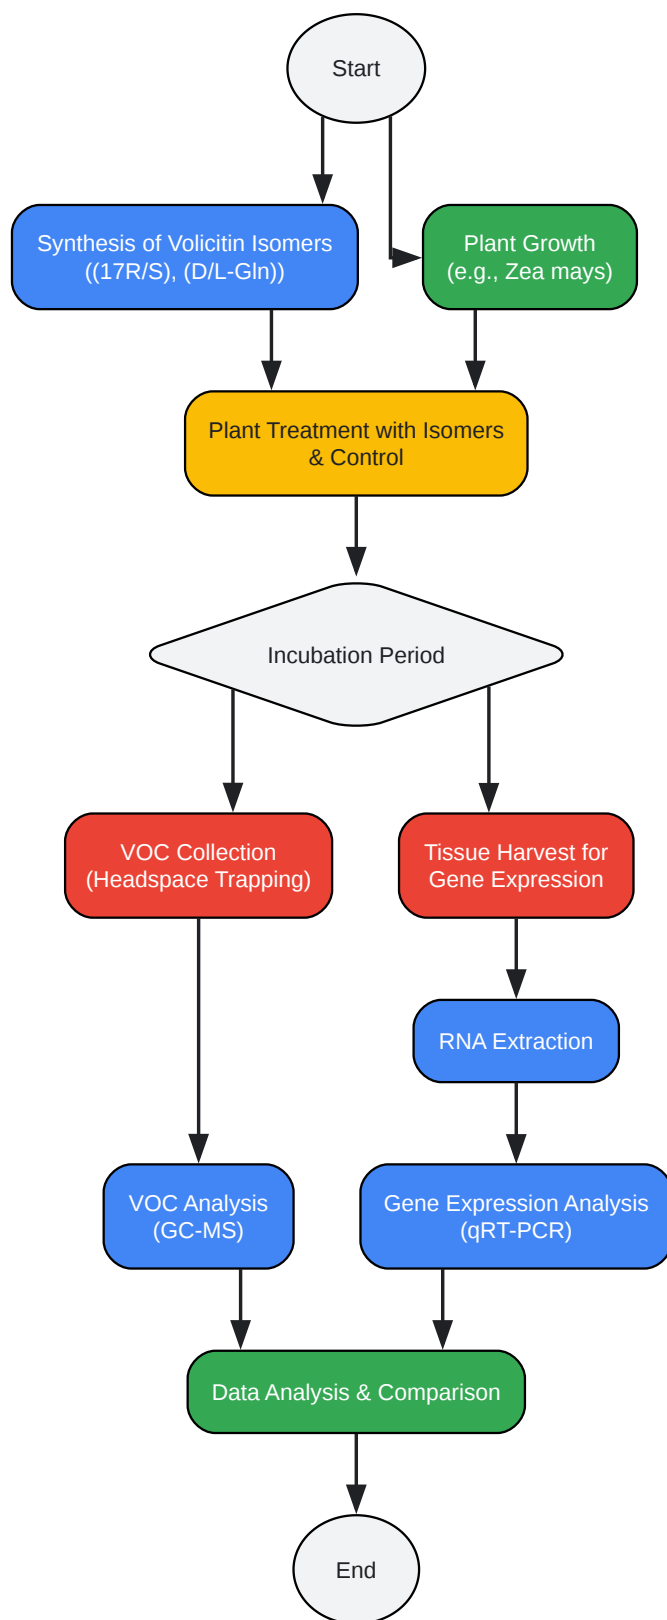 Start
Synthesis of Volicitin Isomers
((17R/S), (D/L-Gln))
Plant Growth
(e.g., Zea mays)
Plant Treatment with Isomers
& Control
Incubation Period
VOC Collection
(Headspace Trapping)
Tissue Harvest for
Gene Expression
RNA Extraction
VOC Analysis
(GC-MS)
Gene Expression Analysis
(qRT-PCR)
Data Analysis & Comparison
End